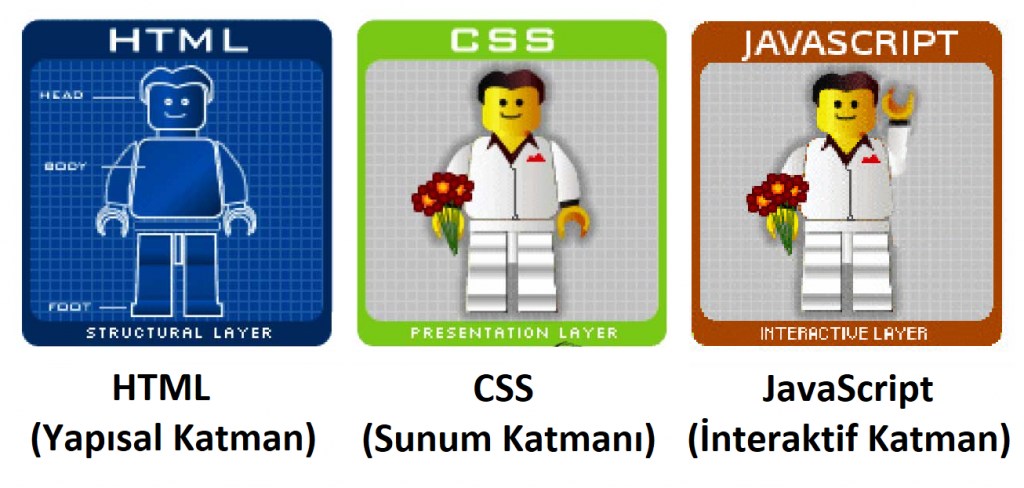 HTML
HEAD
BODY
FOOT
STRUCTURAL LAYER
HTML
(Yapısal Katman)
CSS
PRESENTATION LAYER
CSS
(Sunum Katmanı)
JAVASCRIPT
INTERACTIVE LAYER
JavaScript
(İnteraktif Katman)